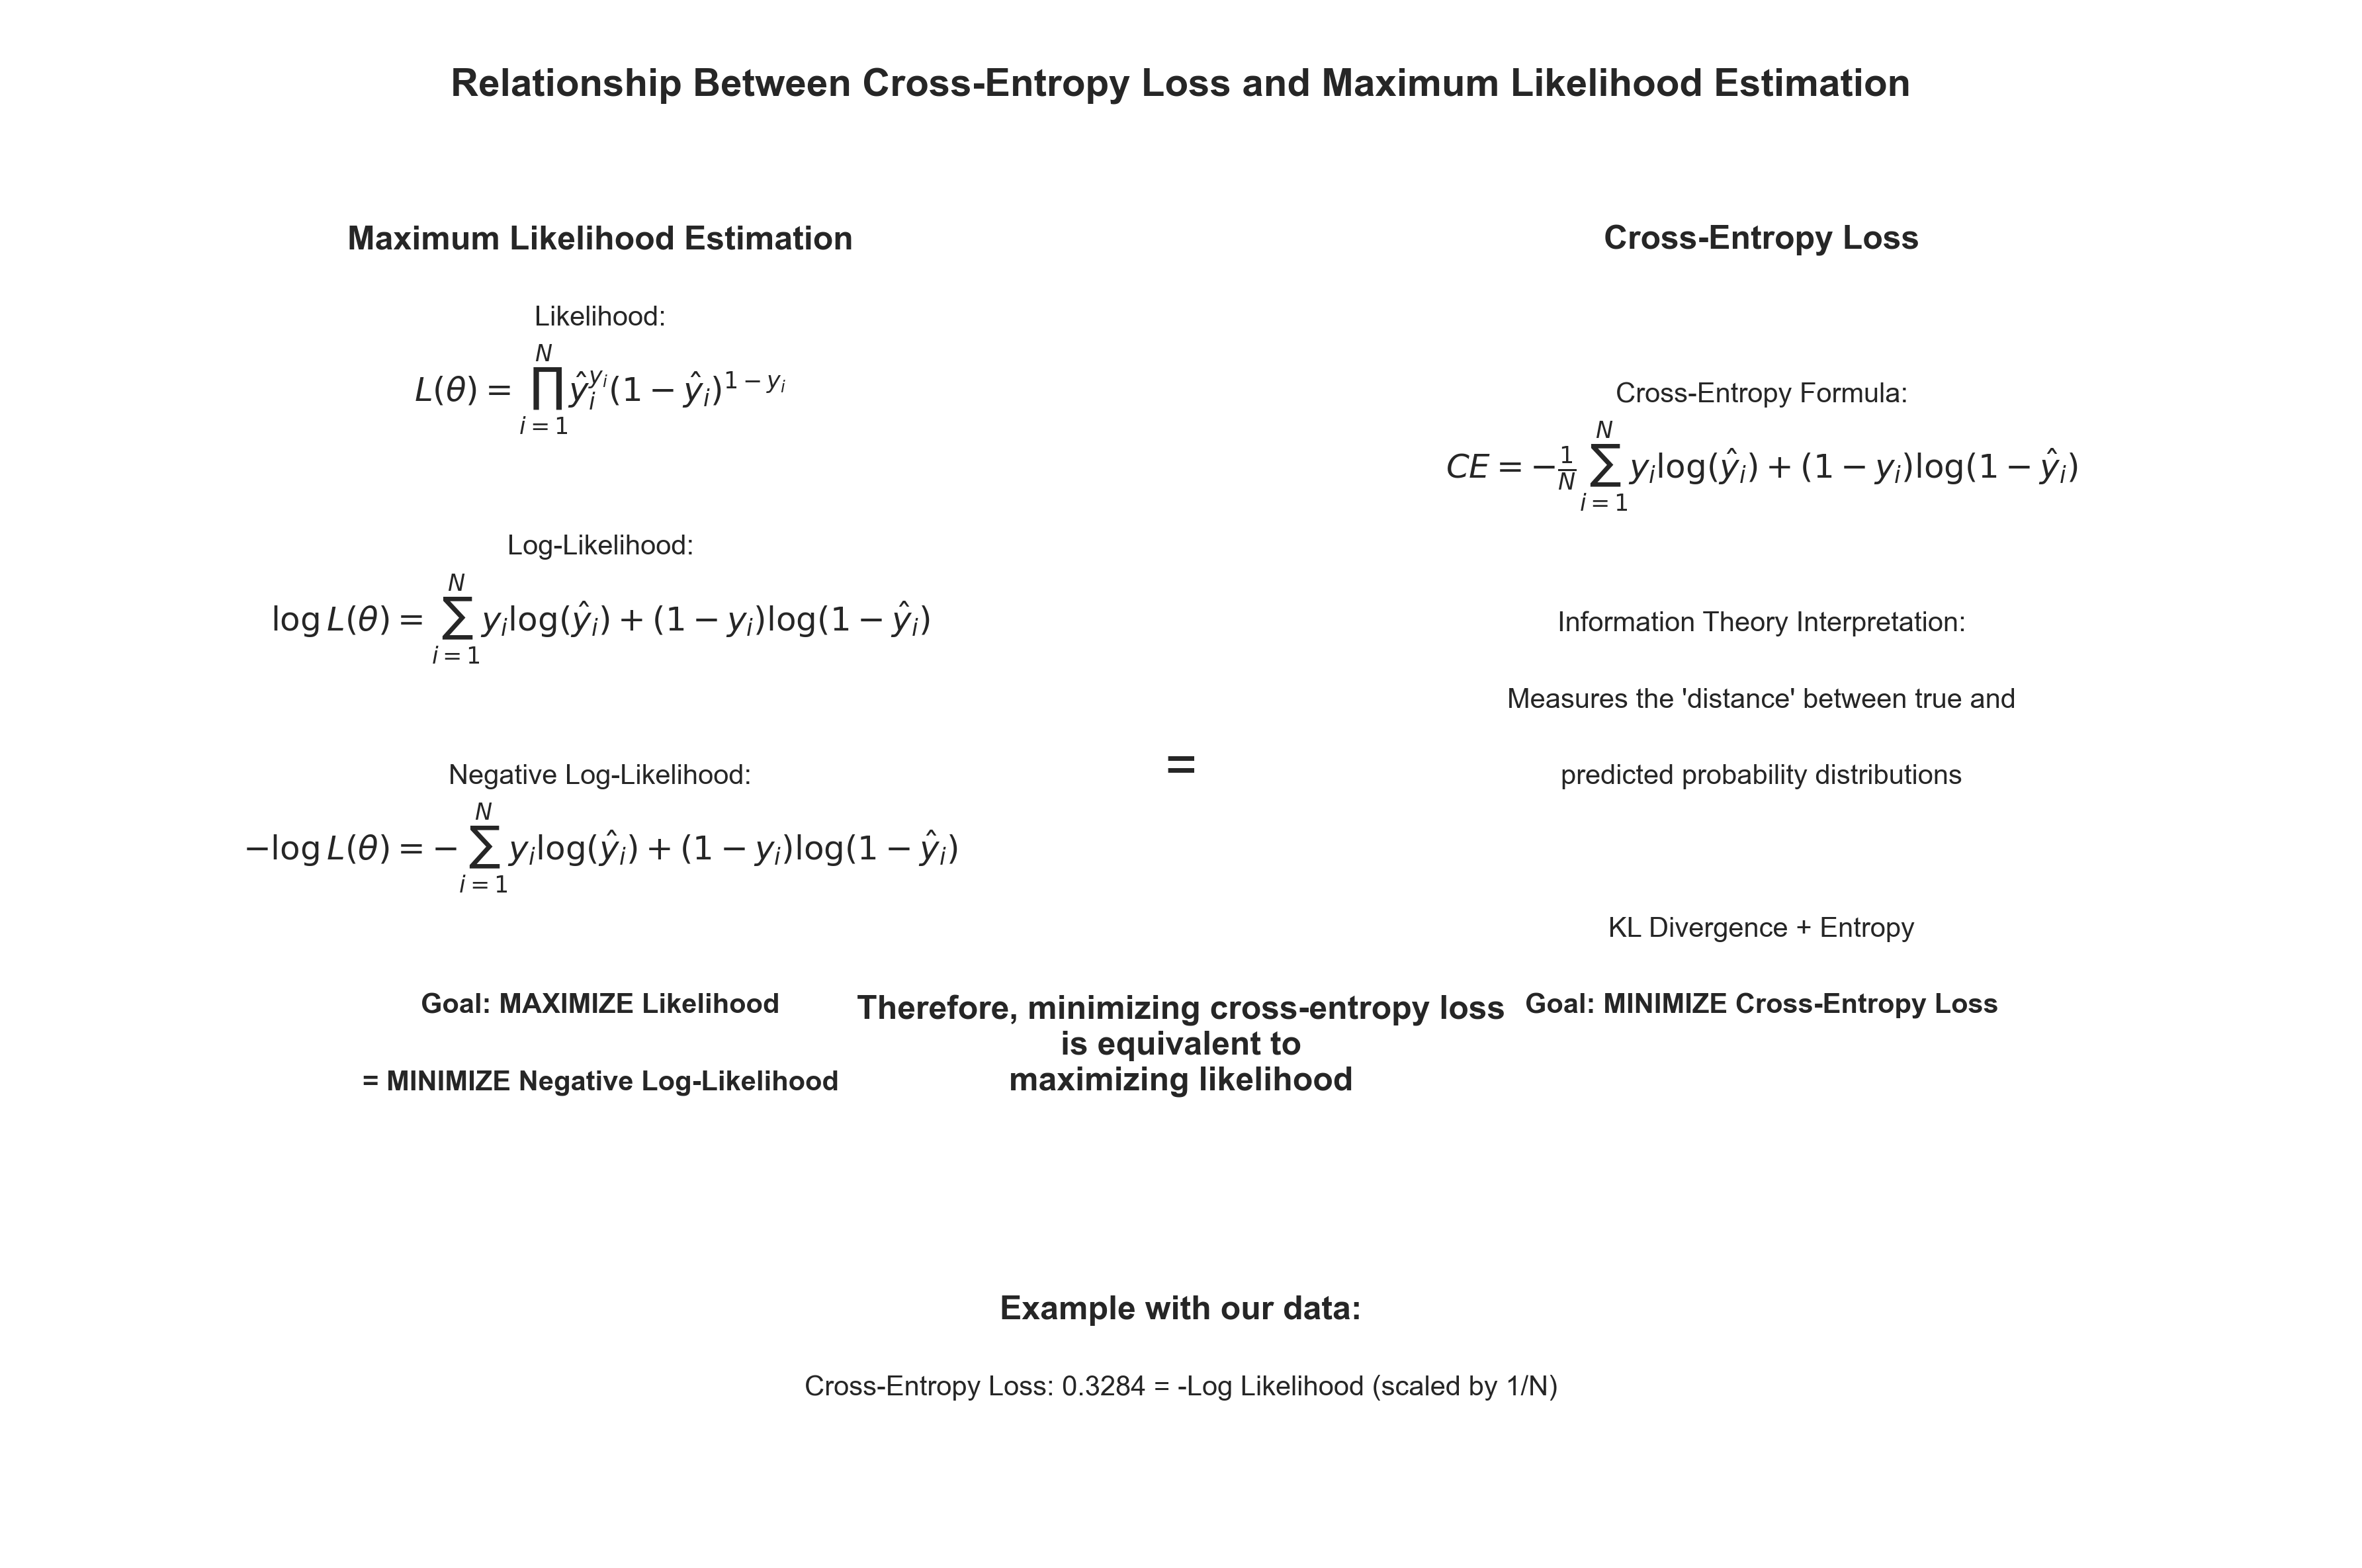 Relationship Between Cross-Entropy Loss and Maximum Likelihood Estimation
Maximum Likelihood Estimation
Likelihood:
$L(\theta) = \prod_{i=1}^{N} \hat{y}_i^{y_i} (1 - \hat{y}_i)^{1 - y_i}$
Log-Likelihood:
$\log L(\theta) = \sum_{i=1}^{N} y_i \log(\hat{y}_i) + (1 - y_i) \log(1 - \hat{y}_i)$
Negative Log-Likelihood:
$-\log L(\theta) = -\sum_{i=1}^{N} y_i \log(\hat{y}_i) + (1 - y_i) \log(1 - \hat{y}_i)$
Goal: MAXIMIZE Likelihood
= MINIMIZE Negative Log-Likelihood
=
Therefore, minimizing cross-entropy loss
is equivalent to
maximizing likelihood
Cross-Entropy Loss
Cross-Entropy Formula:
$CE = -\frac{1}{N} \sum_{i=1}^{N} y_i \log(\hat{y}_i) + (1 - y_i) \log(1 - \hat{y}_i)$
Information Theory Interpretation:
Measures the 'distance' between true and
predicted probability distributions
KL Divergence + Entropy
Goal: MINIMIZE Cross-Entropy Loss
Example with our data:
Cross-Entropy Loss: 0.3284 = -Log Likelihood (scaled by 1/N)